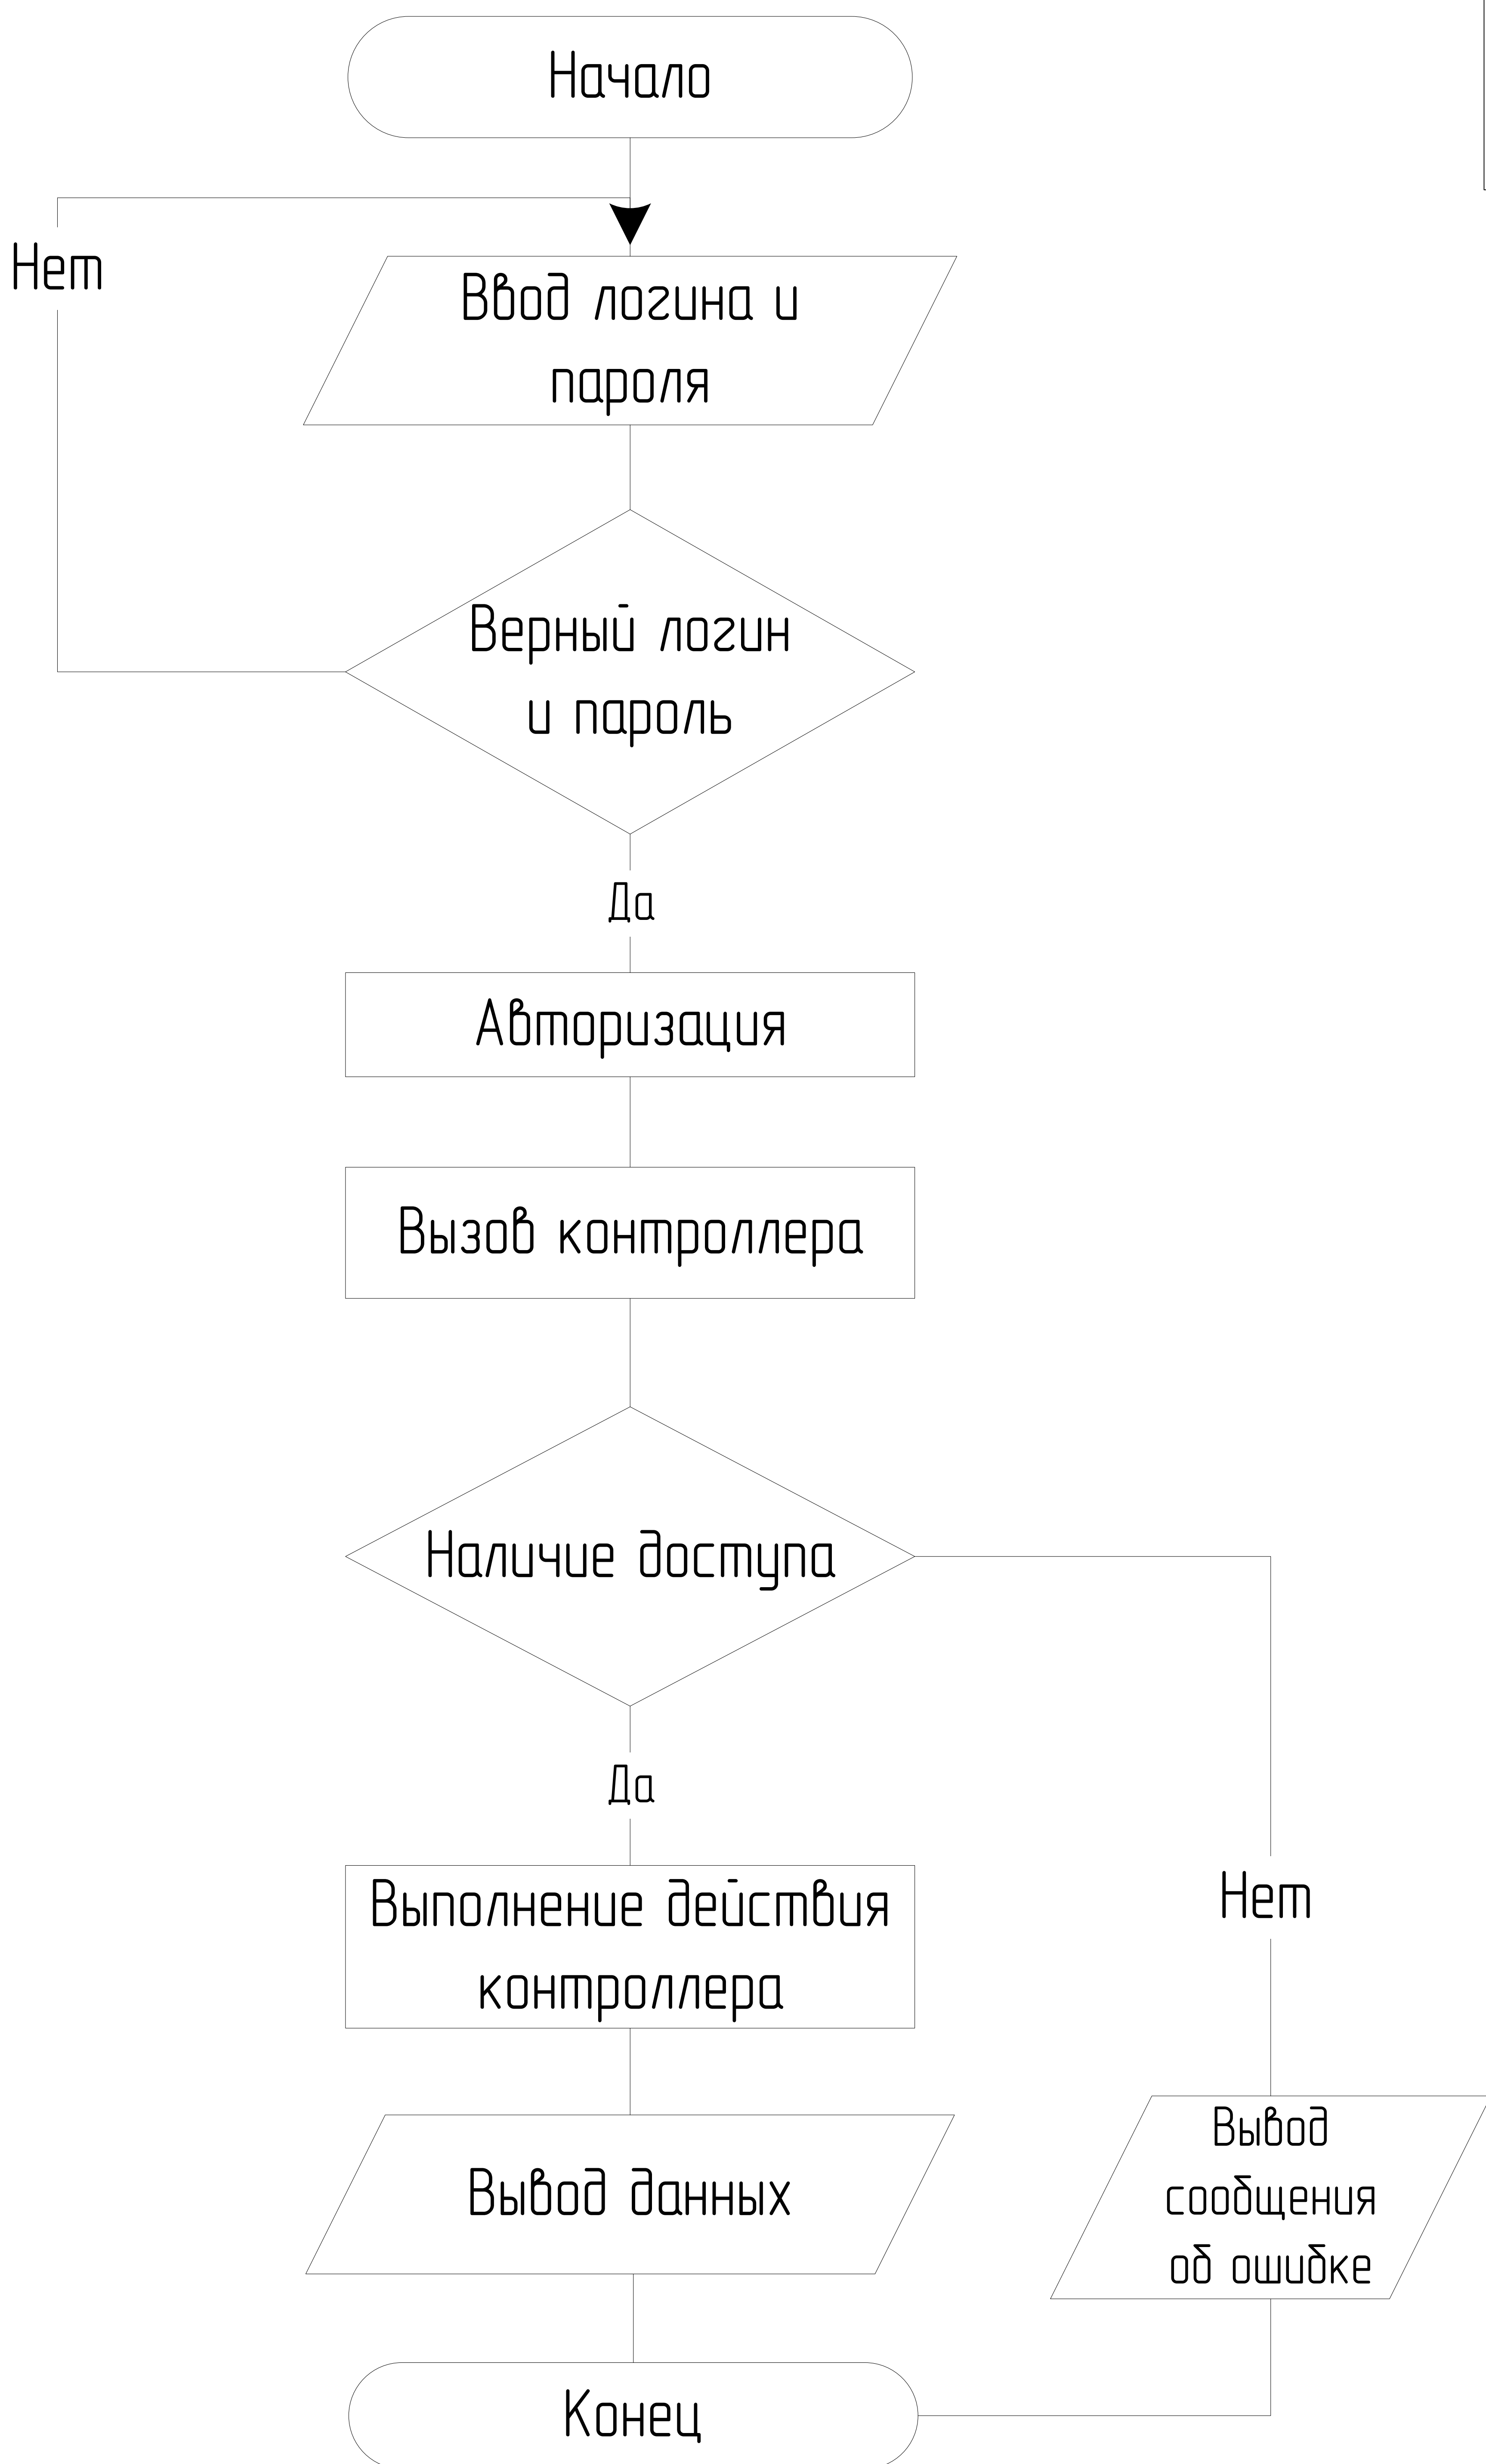 Начало
Нет
Ввод логина и
пароля
Верный логин
и пароль
Да
Авторизация
Вызов контроллера
Наличие доступа
Да
Выполнение действия
контроллера
Нет
Вывод данных
Вывод
сообщения
об ошибке
Конец